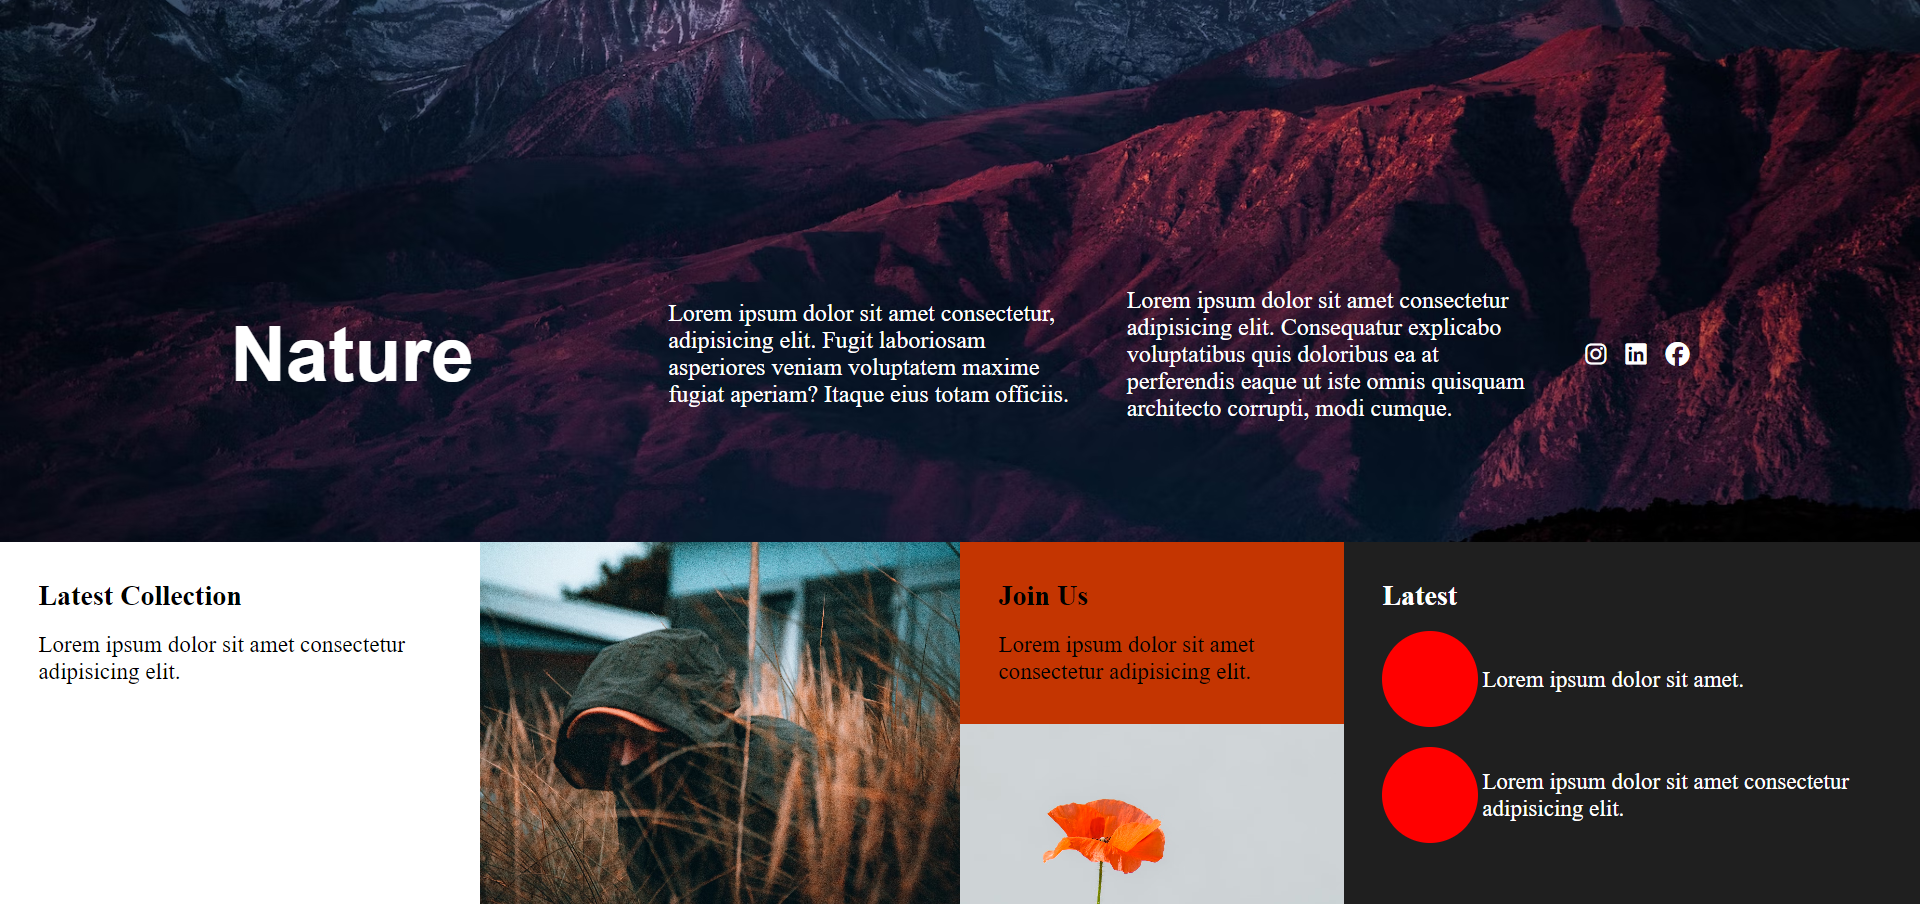 Nature
Lorem ipsum dolor sit amet consectetur,
adipisicing elit. Fugit laboriosam
asperiores veniam voluptatem maxime
fugiat aperiam? Itaque eius totam officiis.
Lorem ipsum dolor sit amet consectetur
adipisicing elit. Consequatur explicabo
voluptatibus quis doloribus ea at
perferendis eaque ut iste omnis quisquam
architecto corrupti, modi cumque.
Latest Collection
Lorem ipsum dolor sit amet consectetur
adipisicing elit.
Join Us
Lorem ipsum dolor sit amet
consectetur adipisicing elit.
Latest
Lorem ipsum dolor sit amet.
Lorem ipsum dolor sit amet consectetur
adipisicing elit.